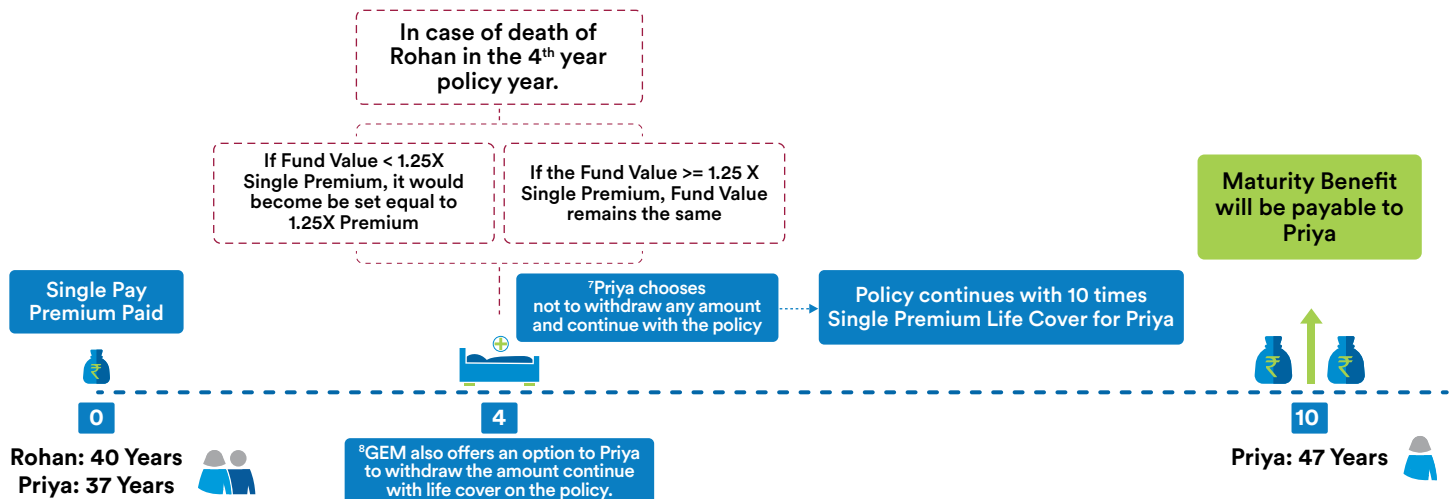 In case of death of
Rohan in the 4th year
policy year.
If Fund Value < 1.25X
Single Premium, it would
become be set equal to
1.25X Premium
If the Fund Value >= 1.25 X
Single Premium, Fund Value
remains the same
Maturity Benefit
will be payable to
Priya
Single Pay
Premium Paid
⁷Priya chooses
not to withdraw any amount
and continue with the policy
Policy continues with 10 times
Single Premium Life Cover for Priya
₹
₹
₹
0
4
10
Rohan: 40 Years
Priya: 37 Years
⁸GEM also offers an option to Priya
to withdraw the amount continue
with life cover on the policy.
Priya: 47 Years